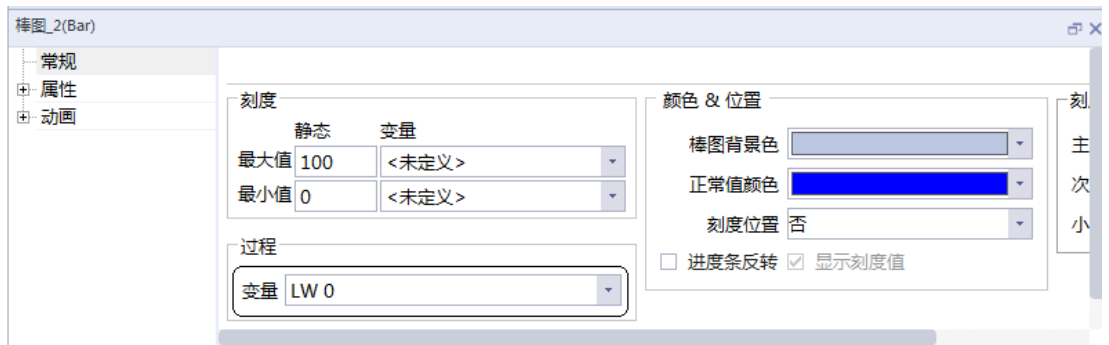 棒图_2(Bar)
常规
属性
动画
刻度
静态 变量
最大值 100 <未定义>
最小值 0 <未定义>
过程
变量 LW 0
颜色 & 位置
棒图背景色
正常值颜色
刻度位置 否
进度条反转 显示刻度值
刻
主
次
小